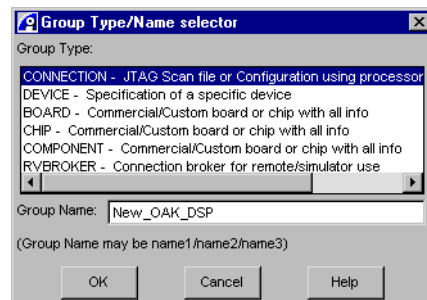 Group Type/Name selector
Group Type:
CONNECTION - JTAG Scan file or Configuration using processor
DEVICE - Specification of a specific device
BOARD - Commercial/Custom board or chip with all info
CHIP - Commercial/Custom board or chip with all info
COMPONENT - Commercial/Custom board or chip with all info
RVBROKER - Connection broker for remote/simulator use
Group Name: New_OAK_DSP
(Group Name may be name1/name2/name3)
OK Cancel Help